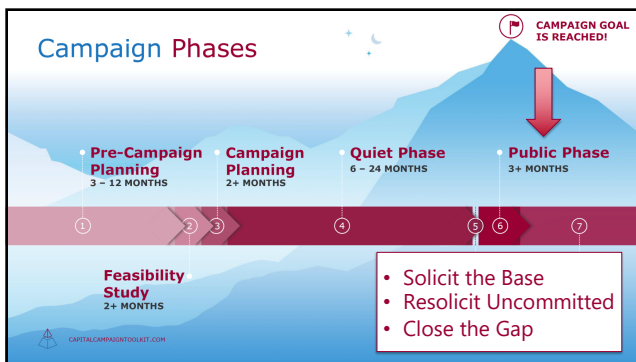 Campaign Phases
CAMPAIGN GOAL
IS REACHED!
Pre-Campaign
Planning
3 – 12 MONTHS
Campaign
Planning
2+ MONTHS
Quiet Phase
6 – 24 MONTHS
Public Phase
3+ MONTHS
1
2
3
4
5
6
7
Feasibility
Study
2+ MONTHS
• Solicit the Base
• Resolicit Uncommitted
• Close the Gap
CAPITALCAMPAIGNTOOLKIT.COM